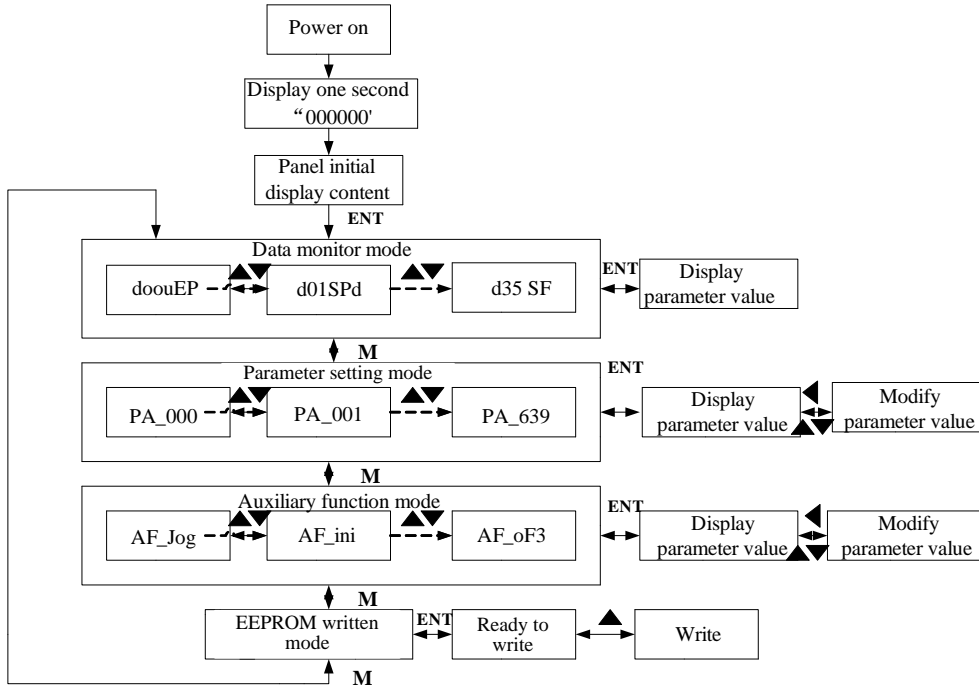 Power on
Display one second
“000000'
Panel initial
display content
ENT
Data monitor mode
doouEP
d01SPd
d35 SF
ENT
Display
parameter value
M
Parameter setting mode
ENT
PA_000
PA_001
PA_639
Display
parameter value
Modify
parameter value
M
Auxiliary function mode
ENT
AF_Jog
AF_ini
AF_oF3
Display
parameter value
Modify
parameter value
M
EEPROM written
mode
ENT
Ready to
write
Write
M